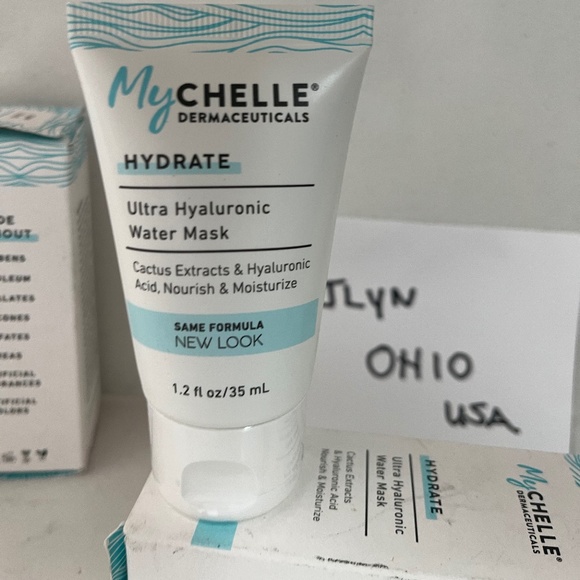 MyCHELLE®
DERMACEUTICALS
HYDRATE
Ultra Hyaluronic
Water Mask
Cactus Extracts & Hyaluronic
Acid, Nourish & Moisturize
SAME FORMULA
NEW LOOK
1.2 fl oz/35 mL
JLYN
OHIO
USA
MyCHELLE®
DERMACEUTICALS
HYDRATE
Ultra Hyaluronic
Water Mask
Cactus Extracts
& Hyaluronic Acid
Nourish & Moisturize